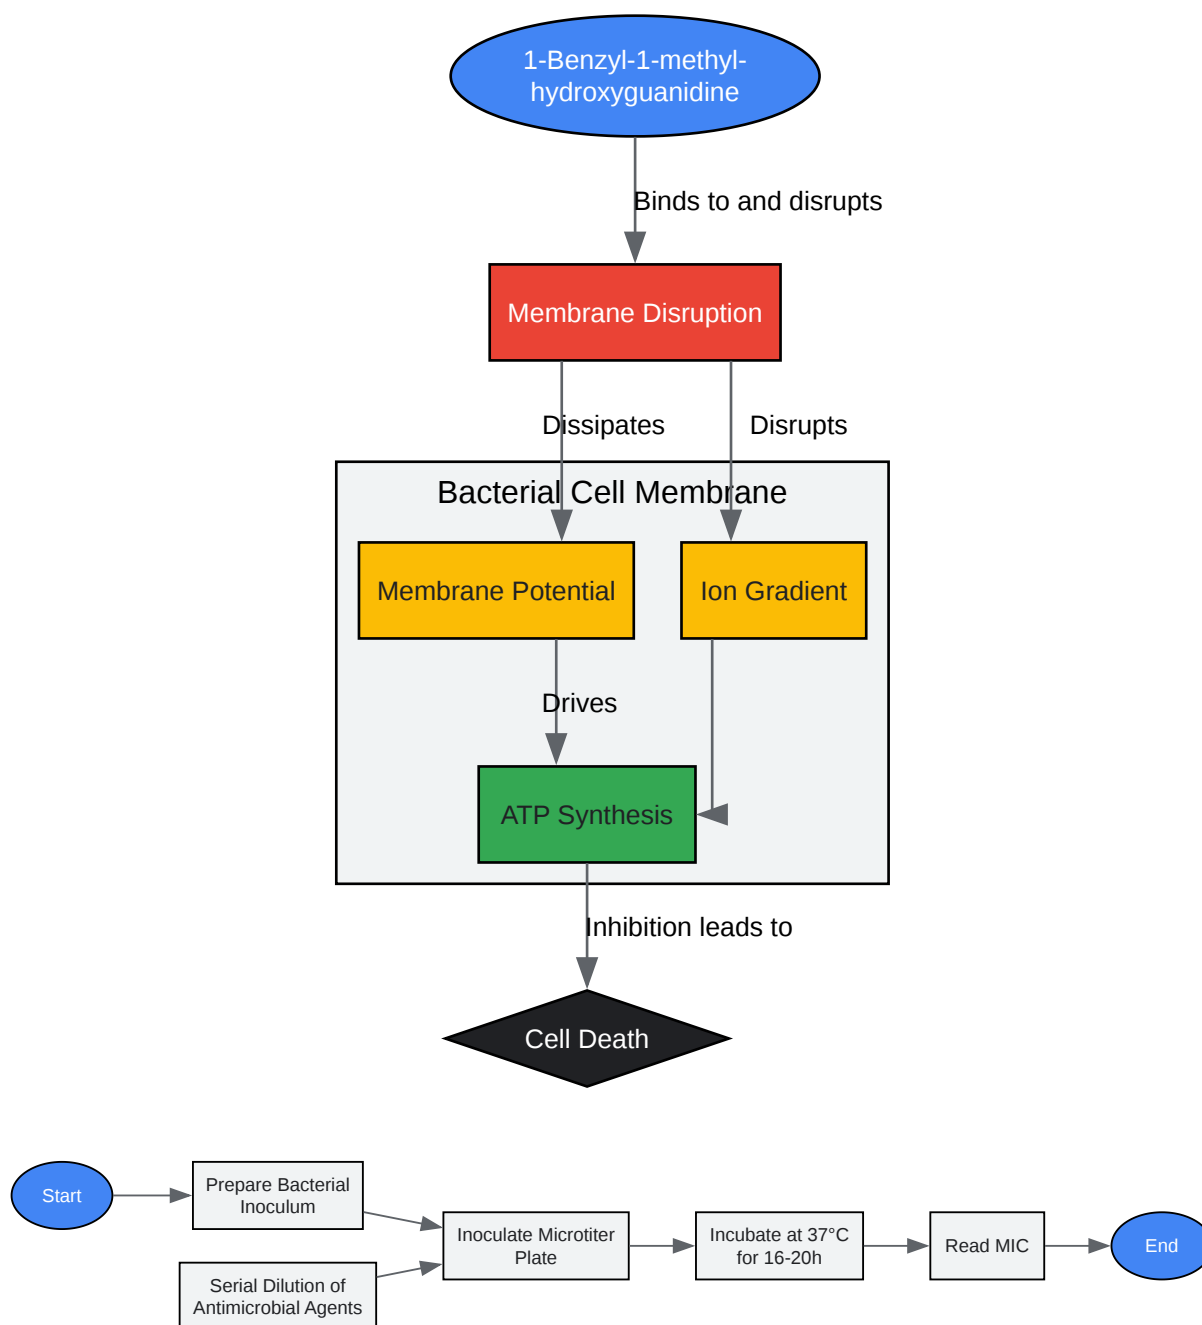 1-Benzyl-1-methyl-
hydroxyguanidine
Binds to and disrupts
Membrane Disruption
Dissipates
Disrupts
Bacterial Cell Membrane
Membrane Potential
Ion Gradient
Drives
ATP Synthesis
Inhibition leads to
Cell Death
Start
Prepare Bacterial
Inoculum
Serial Dilution of
Antimicrobial Agents
Inoculate Microtiter
Plate
Incubate at 37°C
for 16-20h
Read MIC
End